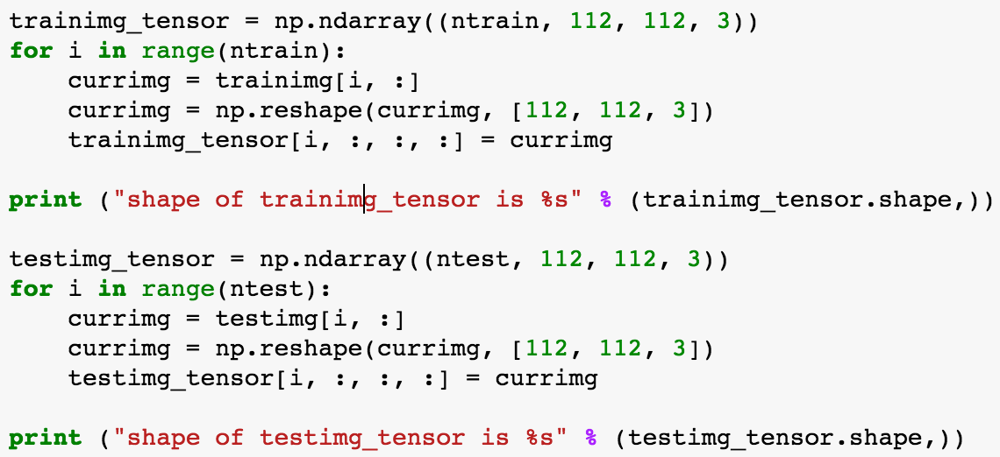 trainimg_tensor = np.ndarray((ntrain, 112, 112, 3))
for i in range(ntrain):
    currimg = trainimg[i, :]
    currimg = np.reshape(currimg, [112, 112, 3])
    trainimg_tensor[i, :, :, :] = currimg

print ("shape of trainimg_tensor is %s" % (trainimg_tensor.shape,))

testimg_tensor = np.ndarray((ntest, 112, 112, 3))
for i in range(ntest):
    currimg = testimg[i, :]
    currimg = np.reshape(currimg, [112, 112, 3])
    testimg_tensor[i, :, :, :] = currimg

print ("shape of testimg_tensor is %s" % (testimg_tensor.shape,))